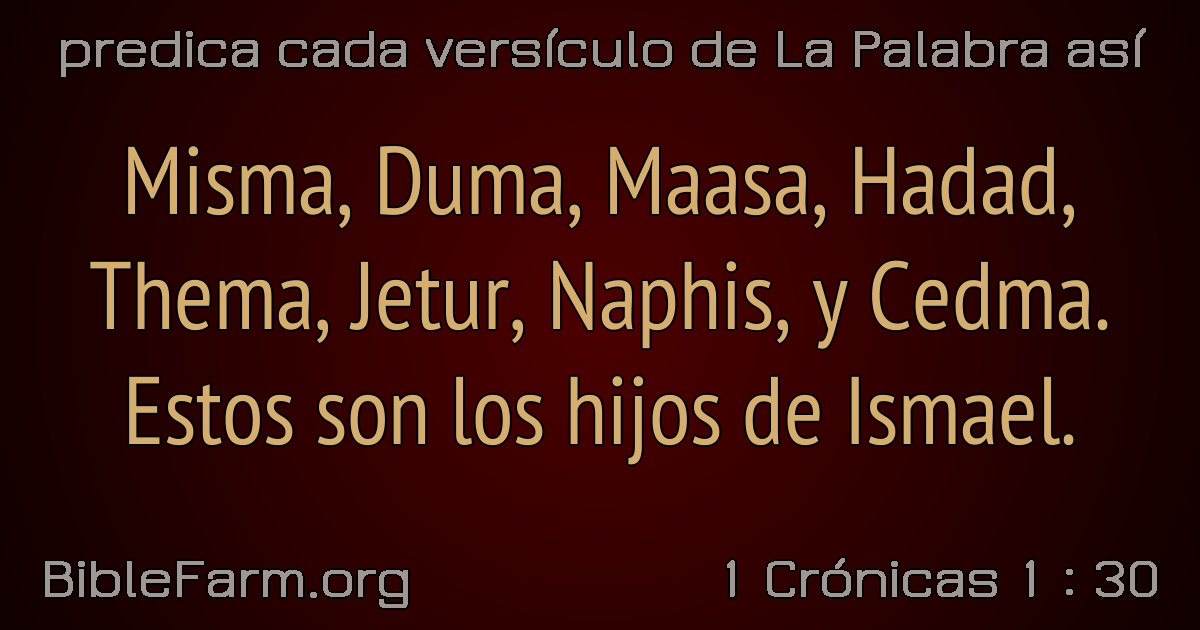 predica cada versículo de La Palabra así
Misma, Duma, Maasa, Hadad,
Thema, Jetur, Naphis, y Cedma.
Estos son los hijos de Ismael.
BibleFarm.org
1 Crónicas 1 : 30